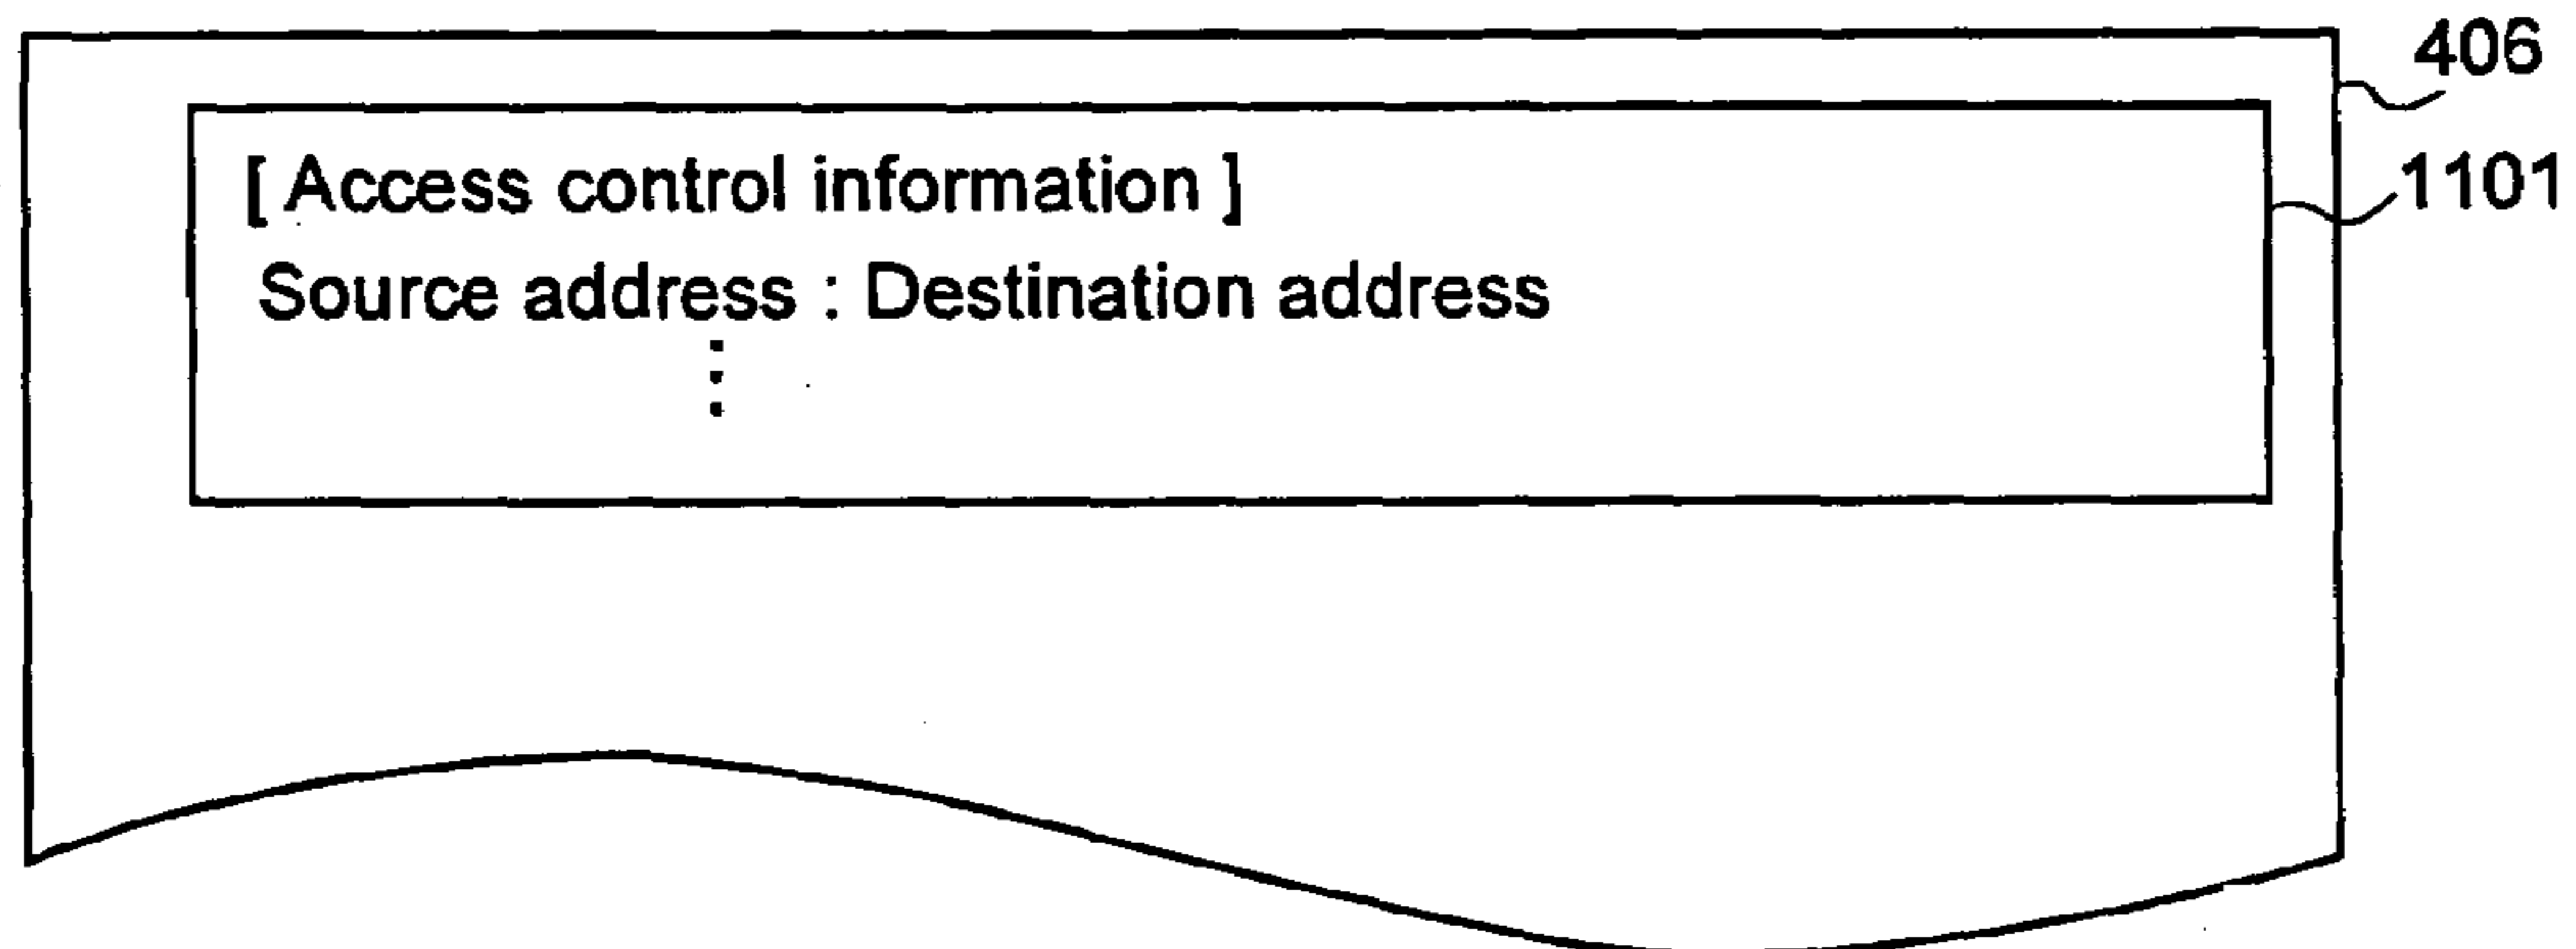 406
[ Access control information ]
1101
Source address : Destination address